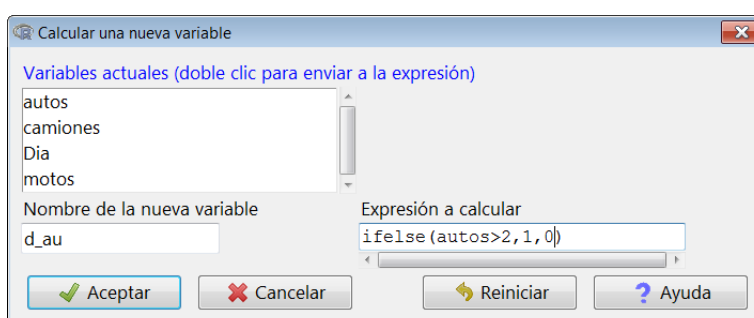 Calcular una nueva variable
Variables actuales (doble clic para enviar a la expresión)
autos
camiones
Dia
motos
Nombre de la nueva variable
Expresión a calcular
d_au
ifelse(autos>2,1,0)
Aceptar
Cancelar
Reiniciar
Ayuda